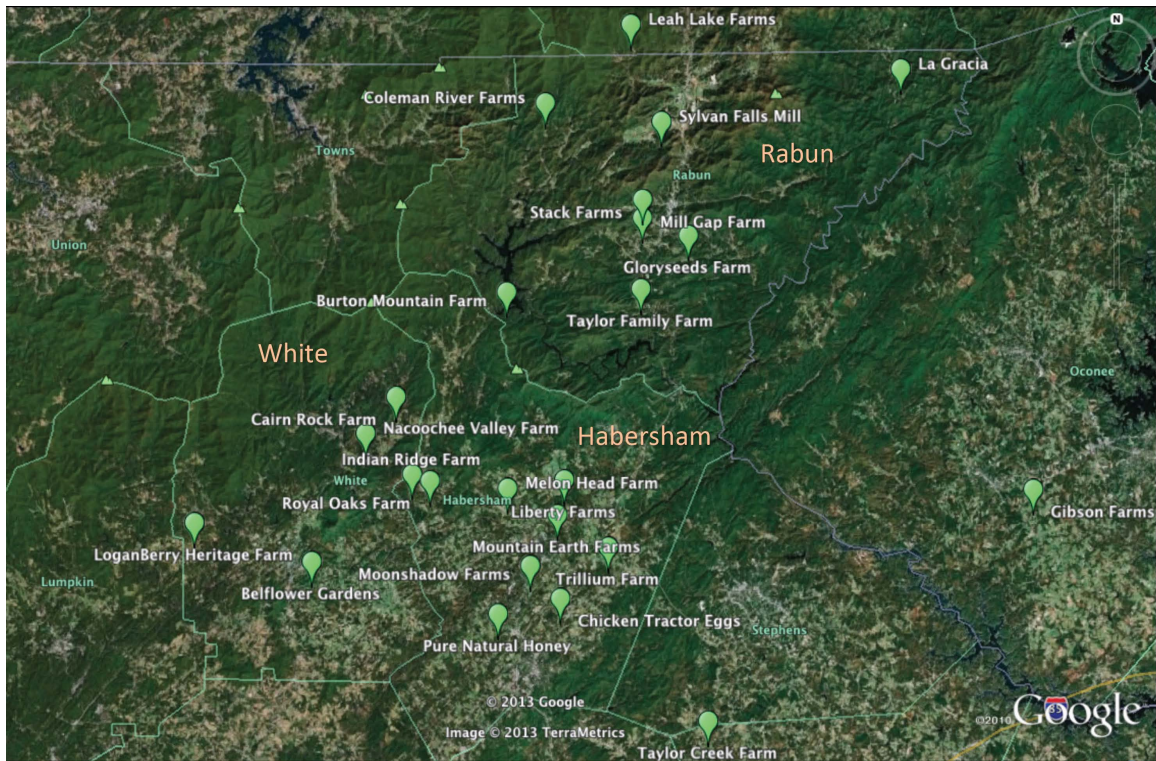 N
Leah Lake Farms
La Gracia
Coleman River Farms
Sylvan Falls Mill
Towns
Rabun
Rabun
Stack Farms
Mill Gap Farm
Union
Gloryseeds Farm
Burton Mountain Farm
Taylor Family Farm
White
Oconee
Cairn Rock Farm
Nacoochee Valley Farm
Habersham
Indian Ridge Farm
White
Melon Head Farm
Royal Oaks Farm
Habersham
Liberty Farms
Gibson Farms
LoganBerry Heritage Farm
Mountain Earth Farms
Lumpkin
Moonshadow Farms
Trillium Farm
Belflower Gardens
Chicken Tractor Eggs
Stephens
Pure Natural Honey
© 2013 Google
©2010 Google
Image © 2013 TerraMetrics
Taylor Creek Farm